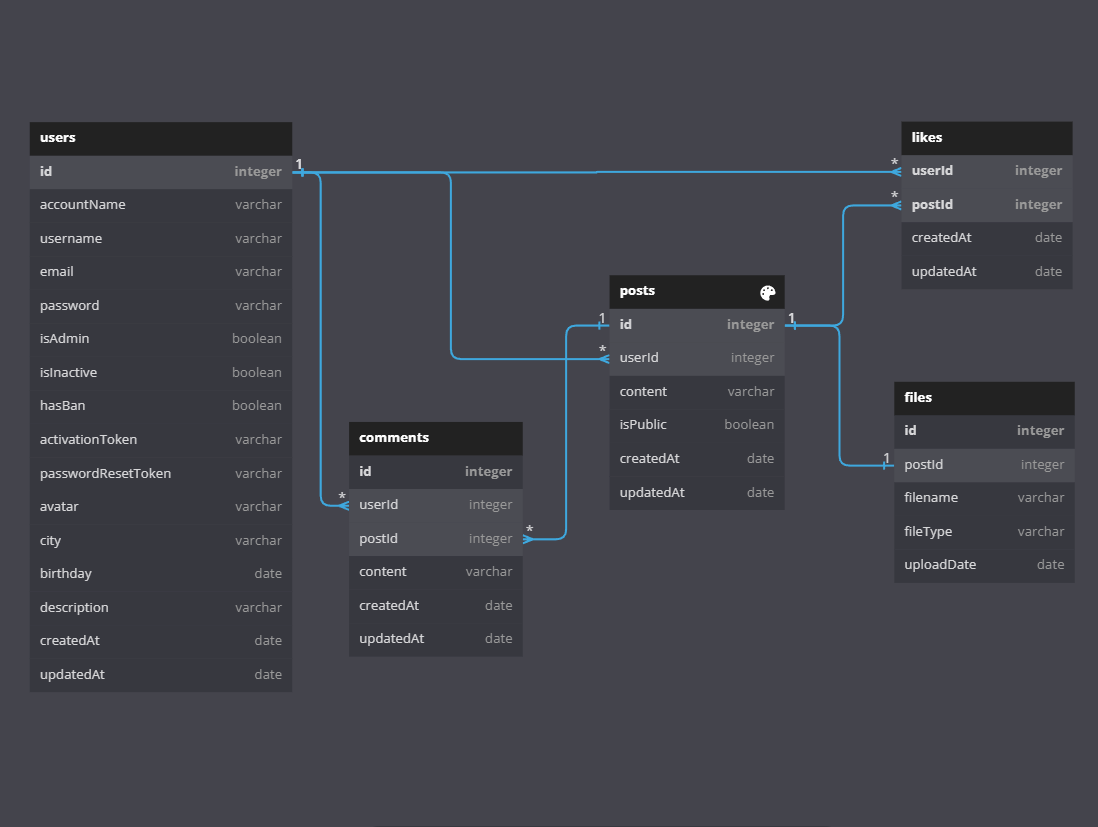 users
id integer
accountName varchar
username varchar
email varchar
password varchar
isAdmin boolean
isInactive boolean
hasBan boolean
activationToken varchar
passwordResetToken varchar
avatar varchar
city varchar
birthday date
description varchar
createdAt date
updatedAt date
1
*
comments
id integer
userId integer
postId integer
content varchar
createdAt date
updatedAt date
*
1
*
posts
id integer
userId integer
content varchar
isPublic boolean
createdAt date
updatedAt date
1
*
*
likes
userId integer
postId integer
createdAt date
updatedAt date
1
files
id integer
postId integer
filename varchar
fileType varchar
uploadDate date